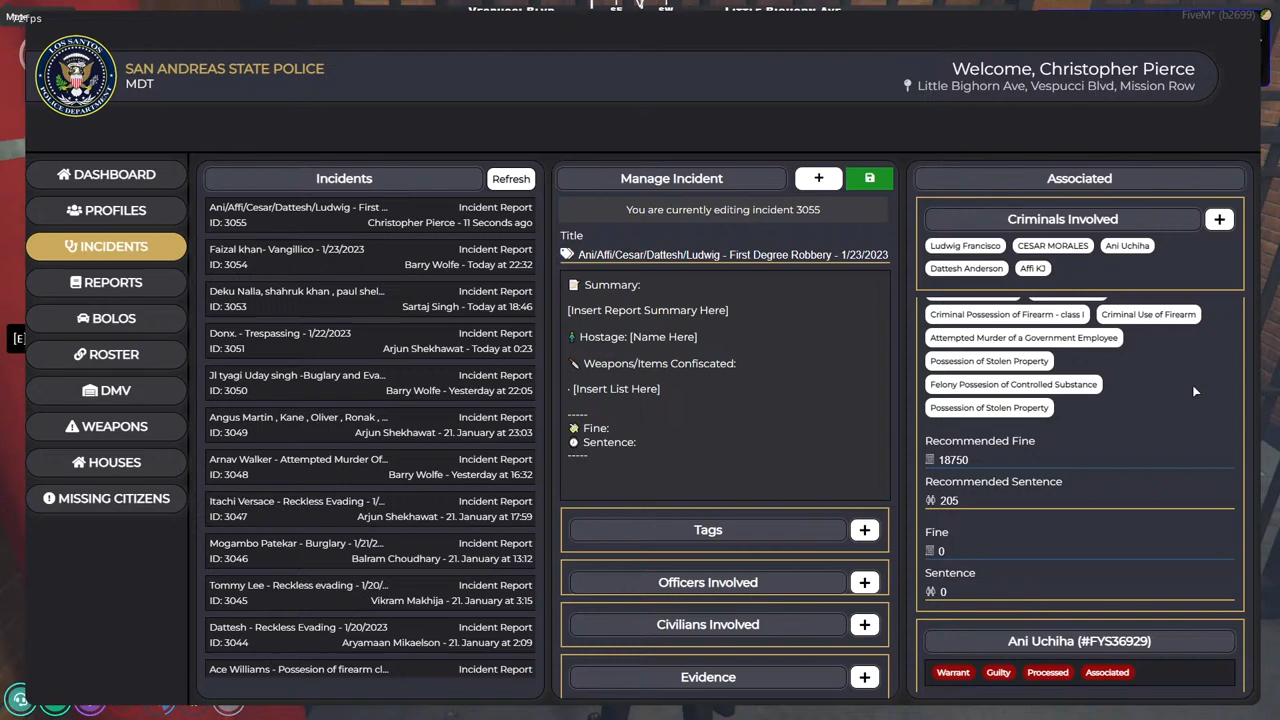 FiveM* (b2699)
SAN ANDREAS STATE POLICE
MDT
Welcome, Christopher Pierce
Little Bighorn Ave, Vespucci Blvd, Mission Row
DASHBOARD
PROFILES
INCIDENTS
REPORTS
BOLOS
ROSTER
DMV
WEAPONS
HOUSES
MISSING CITIZENS
Incidents
Refresh
Ani/Affi/Cesar/Dattesh/Ludwig - First ... Incident Report
ID: 3055 Christopher Pierce - 11 Seconds ago
Faizal khan- Vangillico - 1/23/2023 Incident Report
ID: 3054 Barry Wolfe - Today at 22:32
Deku Nalla, shahruk khan , paul shel... Incident Report
ID: 3053 Sartaj Singh - Today at 18:46
Donx. - Trespassing - 1/22/2023 Incident Report
ID: 3051 Arjun Shekhawat - Today at 0:23
Jl tyagi Uday singh -Buglary and Eva... Incident Report
ID: 3050 Barry Wolfe - Yesterday at 22:05
Angus Martin , Kane , Oliver , Ronak , ... Incident Report
ID: 3049 Arjun Shekhawat - 21. January at 23:03
Arnav Walker - Attempted Murder Of... Incident Report
ID: 3048 Barry Wolfe - Yesterday at 16:32
Itachi Versace - Reckless Evading - 1/... Incident Report
ID: 3047 Arjun Shekhawat - 21. January at 17:59
Mogambo Patekar - Burglary - 1/21/2... Incident Report
ID: 3046 Balram Choudhary - 21. January at 13:12
Tommy Lee - Reckless evading - 1/20/... Incident Report
ID: 3045 Vikram Makhija - 21. January at 3:15
Dattesh - Reckless Evading - 1/20/2023 Incident Report
ID: 3044 Aryamaan Mikaelson - 21. January at 2:09
Ace Williams - Possesion of firearm cl... Incident Report
Manage Incident
+
You are currently editing incident 3055
Title
Ani/Affi/Cesar/Dattesh/Ludwig - First Degree Robbery - 1/23/2023
📝 Summary:
[Insert Report Summary Here]
🧍 Hostage: [Name Here]
🔪 Weapons/Items Confiscated:
· [Insert List Here]
-----
💸 Fine:
⏱ Sentence:
-----
Tags +
Officers Involved +
Civilians Involved +
Evidence +
Associated
Criminals Involved +
Ludwig Francisco CESAR MORALES Ani Uchiha
Dattesh Anderson Affi KJ
Criminal Possession of Firearm - class I Criminal Use of Firearm
Attempted Murder of a Government Employee
Possession of Stolen Property
Felony Possesion of Controlled Substance
Possession of Stolen Property
Recommended Fine
18750
Recommended Sentence
205
Fine
0
Sentence
0
Ani Uchiha (#FYS36929)
Warrant Guilty Processed Associated